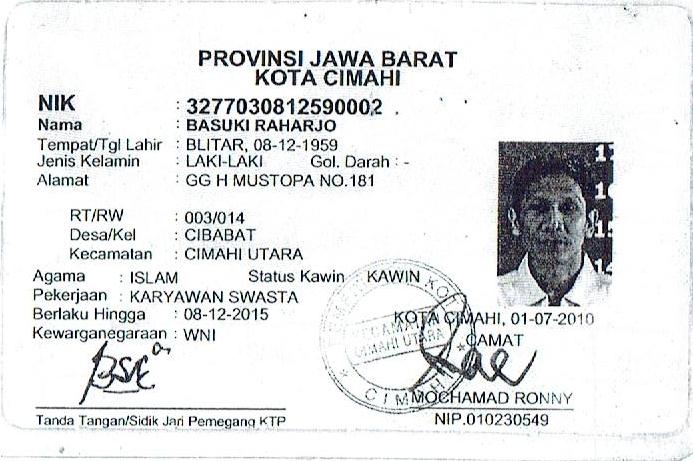 PROVINSI JAWA BARAT
KOTA CIMAHI
NIK : 3277030812590002
Nama : BASUKI RAHARJO
Tempat/Tgl Lahir : BLITAR, 08-12-1959
Jenis Kelamin : LAKI-LAKI Gol. Darah : -
Alamat : GG H MUSTOPA NO.181
RT/RW : 003/014
Desa/Kel : CIBABAT
Kecamatan : CIMAHI UTARA
Agama : ISLAM Status Kawin : KAWIN
Pekerjaan : KARYAWAN SWASTA
Berlaku Hingga : 08-12-2015
Kewarganegaraan : WNI
KOTA CIMAHI, 01-07-2010
CAMAT
CIMAHI UTARA
CIMAHI
MOCHAMAD RONNY
NIP.010230549
Tanda Tangan/Sidik Jari Pemegang KTP